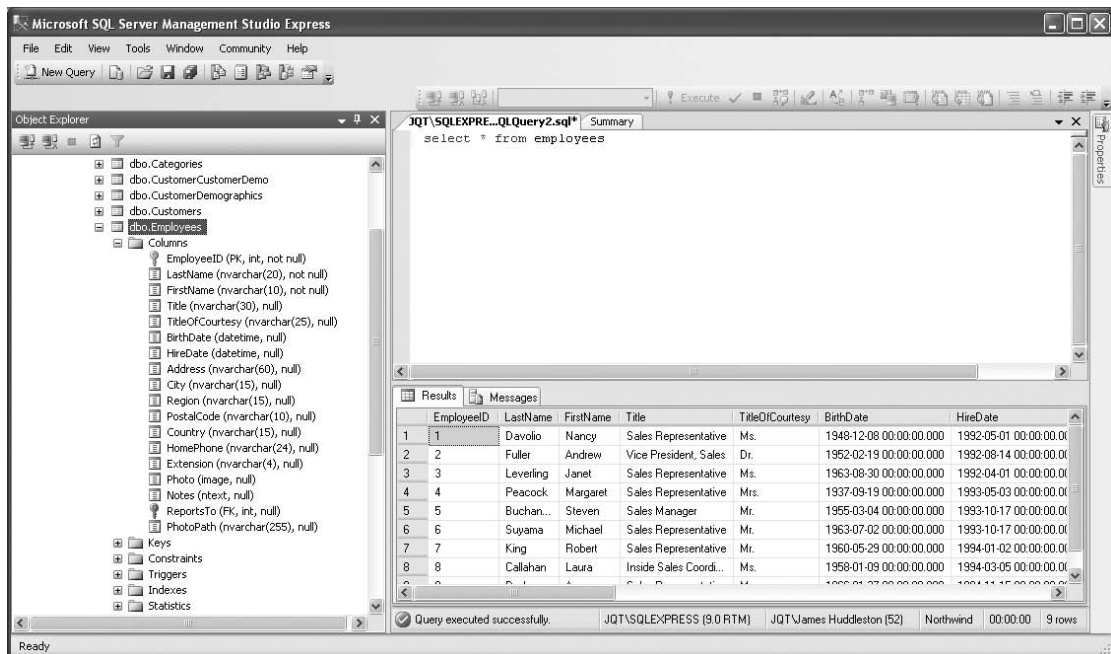 Microsoft SQL Server Management Studio Express
File Edit View Tools Window Community Help
New Query
Execute
Object Explorer
dbo.Categories
dbo.CustomerCustomerDemo
dbo.CustomerDemographics
dbo.Customers
dbo.Employees
Columns
EmployeeID (PK, int, not null)
LastName (nvarchar(20), not null)
FirstName (nvarchar(10), not null)
Title (nvarchar(30), null)
TitleOfCourtesy (nvarchar(25), null)
BirthDate (datetime, null)
HireDate (datetime, null)
Address (nvarchar(60), null)
City (nvarchar(15), null)
Region (nvarchar(15), null)
PostalCode (nvarchar(10), null)
Country (nvarchar(15), null)
HomePhone (nvarchar(24), null)
Extension (nvarchar(4), null)
Photo (image, null)
Notes (ntext, null)
ReportsTo (FK, int, null)
PhotoPath (nvarchar(255), null)
Keys
Constraints
Triggers
Indexes
Statistics
JQT\SQLEXPRE...QLQuery2.sql* Summary
select * from employees
Properties
Results Messages
EmployeeID LastName FirstName Title TitleOfCourtesy BirthDate HireDate
1 1 Davolio Nancy Sales Representative Ms. 1948-12-08 00:00:00.000 1992-05-01 00:00:00.0
2 2 Fuller Andrew Vice President, Sales Dr. 1952-02-19 00:00:00.000 1992-08-14 00:00:00.0
3 3 Leverling Janet Sales Representative Ms. 1963-08-30 00:00:00.000 1992-04-01 00:00:00.0
4 4 Peacock Margaret Sales Representative Mrs. 1937-09-19 00:00:00.000 1993-05-03 00:00:00.0
5 5 Buchan... Steven Sales Manager Mr. 1955-03-04 00:00:00.000 1993-10-17 00:00:00.0
6 6 Suyama Michael Sales Representative Mr. 1963-07-02 00:00:00.000 1993-10-17 00:00:00.0
7 7 King Robert Sales Representative Mr. 1960-05-29 00:00:00.000 1994-01-02 00:00:00.0
8 8 Callahan Laura Inside Sales Coordi... Ms. 1958-01-09 00:00:00.000 1994-03-05 00:00:00.0
Query executed successfully. JQT\SQLEXPRESS (9.0 RTM) JQT\James Huddleston (52) Northwind 00:00:00 9 rows
Ready